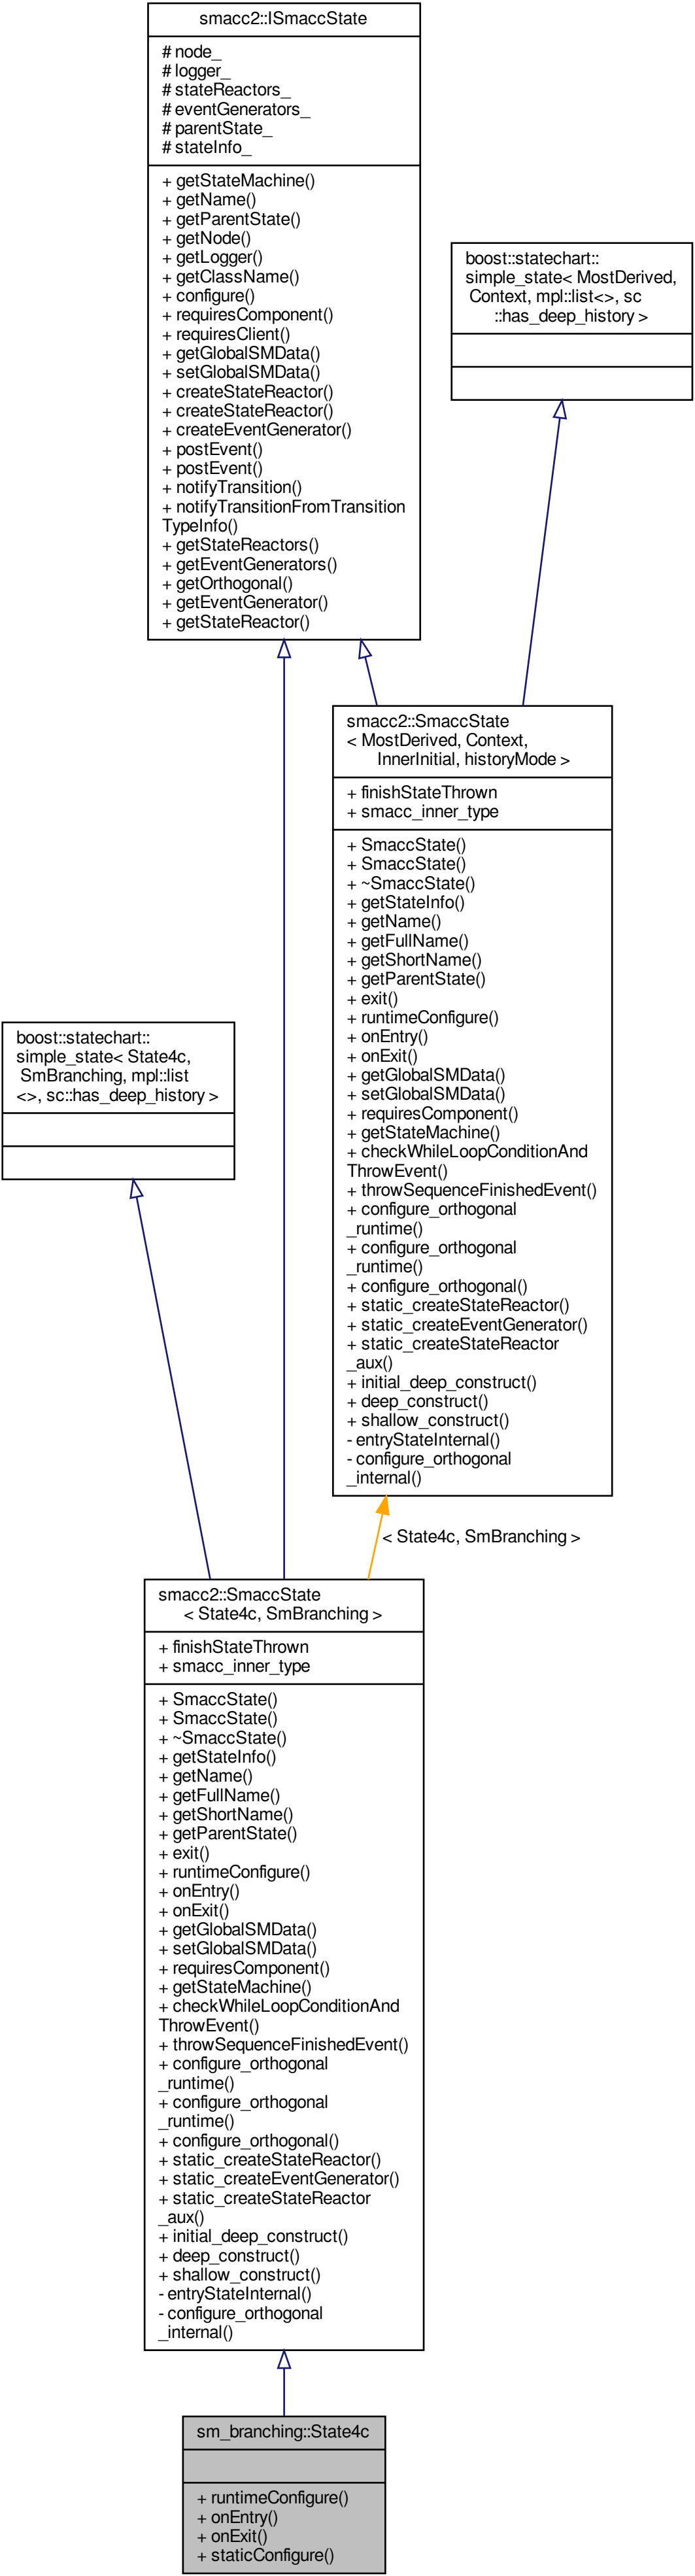 smacc2::ISmaccState
# node_
# logger_
# stateReactors_
# eventGenerators_
# parentState_
# stateInfo_
+ getStateMachine()
+ getName()
+ getParentState()
+ getNode()
+ getLogger()
+ getClassName()
+ configure()
+ requiresComponent()
+ requiresClient()
+ getGlobalSMData()
+ setGlobalSMData()
+ createStateReactor()
+ createStateReactor()
+ createEventGenerator()
+ postEvent()
+ postEvent()
+ notifyTransition()
+ notifyTransitionFromTransition
TypeInfo()
+ getStateReactors()
+ getEventGenerators()
+ getOrthogonal()
+ getEventGenerator()
+ getStateReactor()
boost::statechart::
simple_state< MostDerived,
Context, mpl::list<>, sc
::has_deep_history >
smacc2::SmaccState
< MostDerived, Context,
InnerInitial, historyMode >
+ finishStateThrown
+ smacc_inner_type
+ SmaccState()
+ SmaccState()
+ ~SmaccState()
+ getStateInfo()
+ getName()
+ getFullName()
+ getShortName()
+ getParentState()
+ exit()
+ runtimeConfigure()
+ onEntry()
+ onExit()
+ getGlobalSMData()
+ setGlobalSMData()
+ requiresComponent()
+ getStateMachine()
+ checkWhileLoopConditionAnd
ThrowEvent()
+ throwSequenceFinishedEvent()
+ configure_orthogonal
_runtime()
+ configure_orthogonal
_runtime()
+ configure_orthogonal()
+ static_createStateReactor()
+ static_createEventGenerator()
+ static_createStateReactor
_aux()
+ initial_deep_construct()
+ deep_construct()
+ shallow_construct()
- entryStateInternal()
- configure_orthogonal
_internal()
boost::statechart::
simple_state< State4c,
SmBranching, mpl::list
<>, sc::has_deep_history >
< State4c, SmBranching >
smacc2::SmaccState
< State4c, SmBranching >
+ finishStateThrown
+ smacc_inner_type
+ SmaccState()
+ SmaccState()
+ ~SmaccState()
+ getStateInfo()
+ getName()
+ getFullName()
+ getShortName()
+ getParentState()
+ exit()
+ runtimeConfigure()
+ onEntry()
+ onExit()
+ getGlobalSMData()
+ setGlobalSMData()
+ requiresComponent()
+ getStateMachine()
+ checkWhileLoopConditionAnd
ThrowEvent()
+ throwSequenceFinishedEvent()
+ configure_orthogonal
_runtime()
+ configure_orthogonal
_runtime()
+ configure_orthogonal()
+ static_createStateReactor()
+ static_createEventGenerator()
+ static_createStateReactor
_aux()
+ initial_deep_construct()
+ deep_construct()
+ shallow_construct()
- entryStateInternal()
- configure_orthogonal
_internal()
sm_branching::State4c
+ runtimeConfigure()
+ onEntry()
+ onExit()
+ staticConfigure()